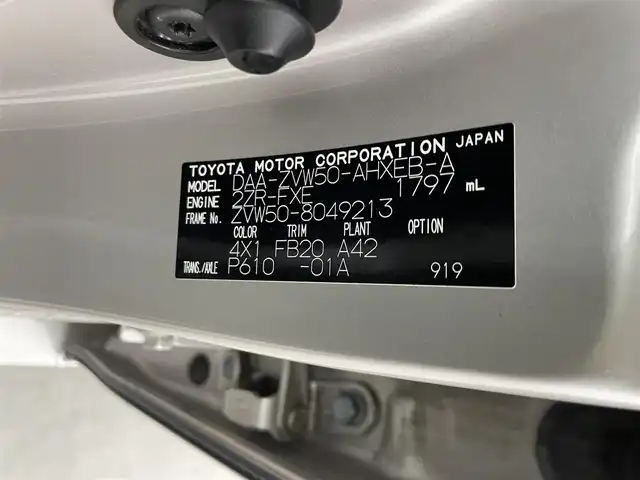 TOYOTA MOTOR CORPORATION JAPAN
MODEL DAA-ZVW50-AHXEB-A
ENGINE 2ZR-FXE 1797 mL
FRAME No. ZVW50-8049213
COLOR TRIM PLANT OPTION
4X1 FB20 A42
TRANS./AXLE P610 -01A 919